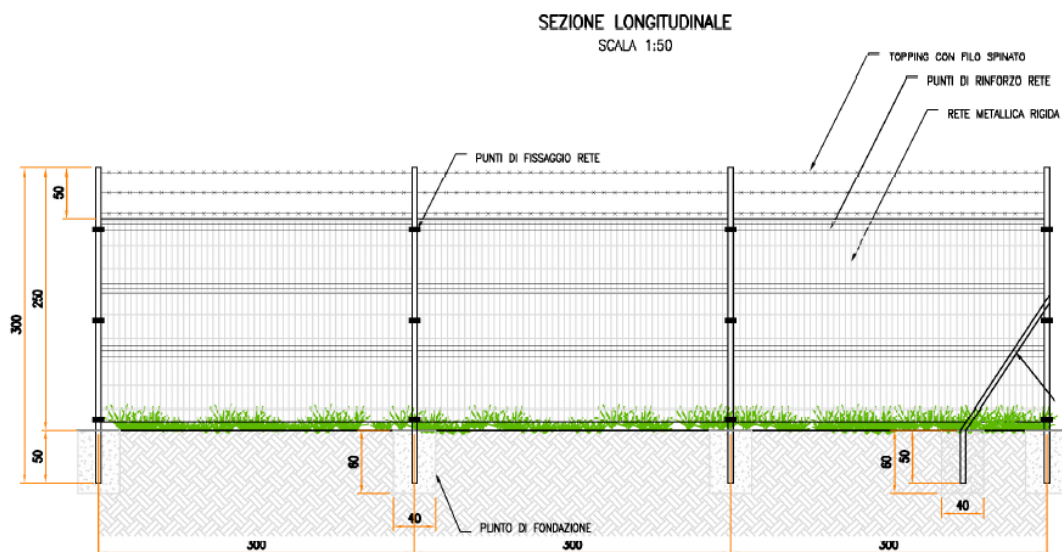 SEZIONE LONGITUDINALE
SCALA 1:50
TOPPING CON FILO SPINATO
PUNTI DI RINFORZO RETE
RETE METALLICA RIGIDA
PUNTI DI FISSAGGIO RETE
50
250
300
50
60
40
PUNTO DI FONDAZIONE
60
50
40
300
300
300